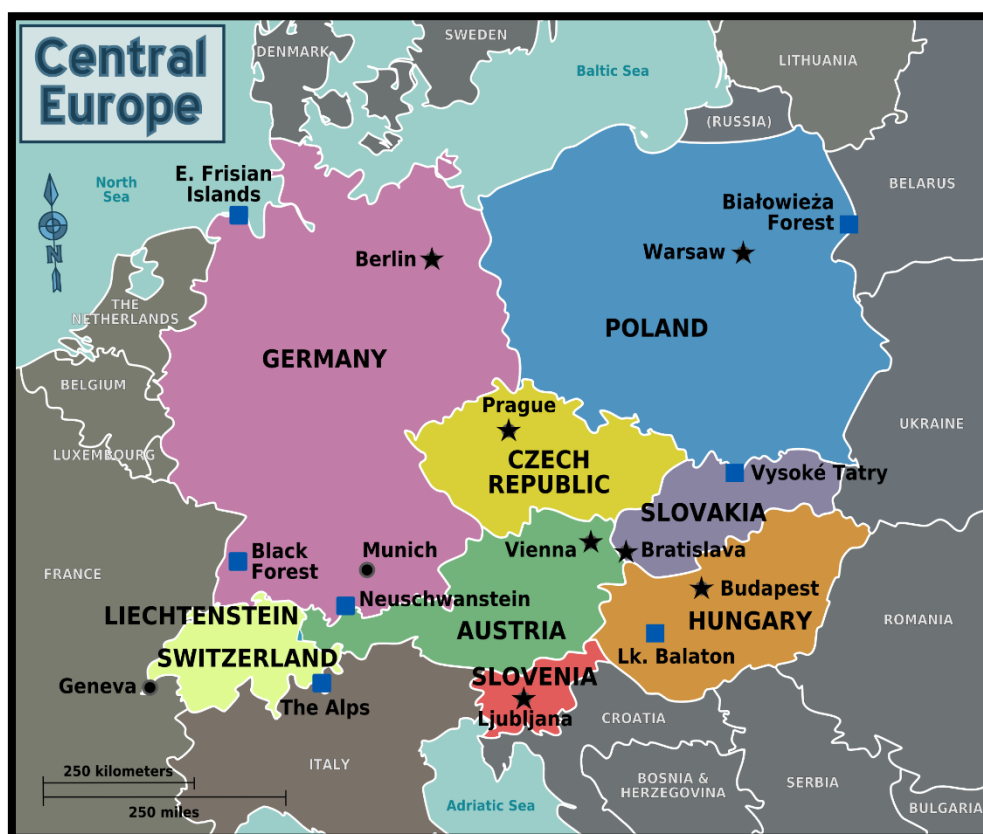 Central
Europe
DENMARK
SWEDEN
Baltic Sea
LITHUANIA
(RUSSIA)
BELARUS
North
Sea
N
E. Frisian
Islands
Białowieża
Forest
Berlin
Warsaw
THE
NETHERLANDS
POLAND
GERMANY
BELGIUM
Prague
UKRAINE
LUXEMBOURG
CZECH
REPUBLIC
Vysoké Tatry
SLOVAKIA
Vienna
Bratislava
Black
Forest
Munich
FRANCE
Neuschwanstein
Budapest
LIECHTENSTEIN
AUSTRIA
HUNGARY
ROMANIA
SWITZERLAND
Lk. Balaton
SLOVENIA
Geneva
The Alps
Ljubljana
CROATIA
ITALY
250 kilometers
250 miles
Adriatic Sea
BOSNIA &
HERZEGOVINA
SERBIA
BULGARIA